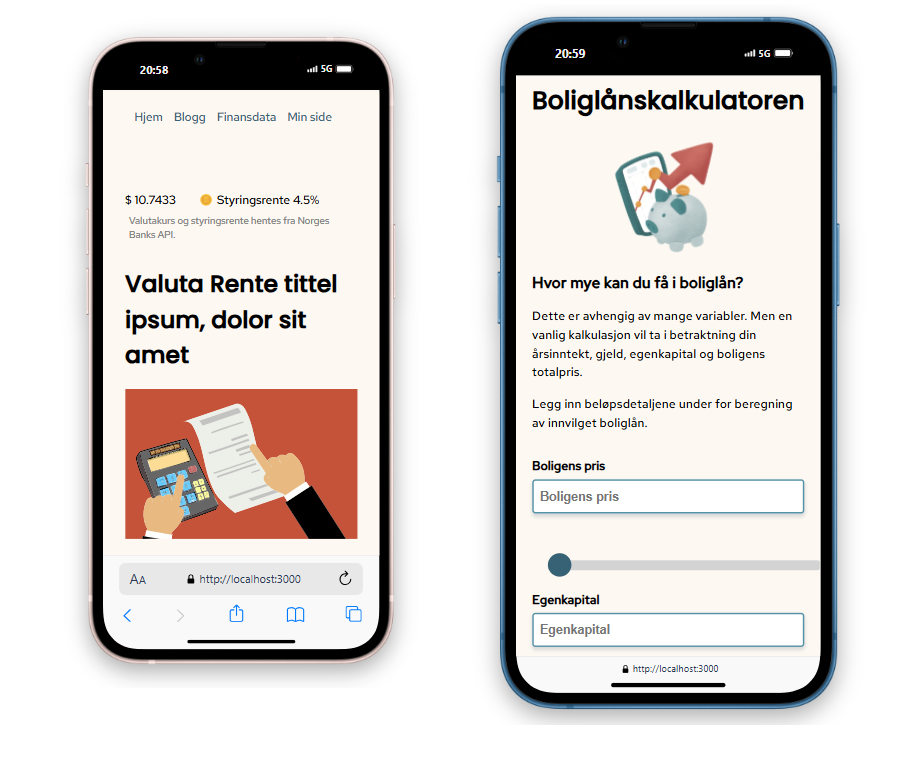 20:58
5G
Hjem Blogg Finansdata Min side
$ 10.7433 Styringsrente 4.5%
Valutakurs og styringsrente hentes fra Norges
Banks API.
Valuta Rente tittel
ipsum, dolor sit
amet
AA http://localhost:3000
20:59
5G
Boliglånskalkulatoren
Hvor mye kan du få i boliglån?
Dette er avhengig av mange variabler. Men en
vanlig kalkulasjon vil ta i betraktning din
årsinntekt, gjeld, egenkapital og boligens
totalpris.
Legg inn beløpsdetaljene under for beregning
av innvilget boliglån.
Boligens pris
Boligens pris
Egenkapital
Egenkapital
http://localhost:3000